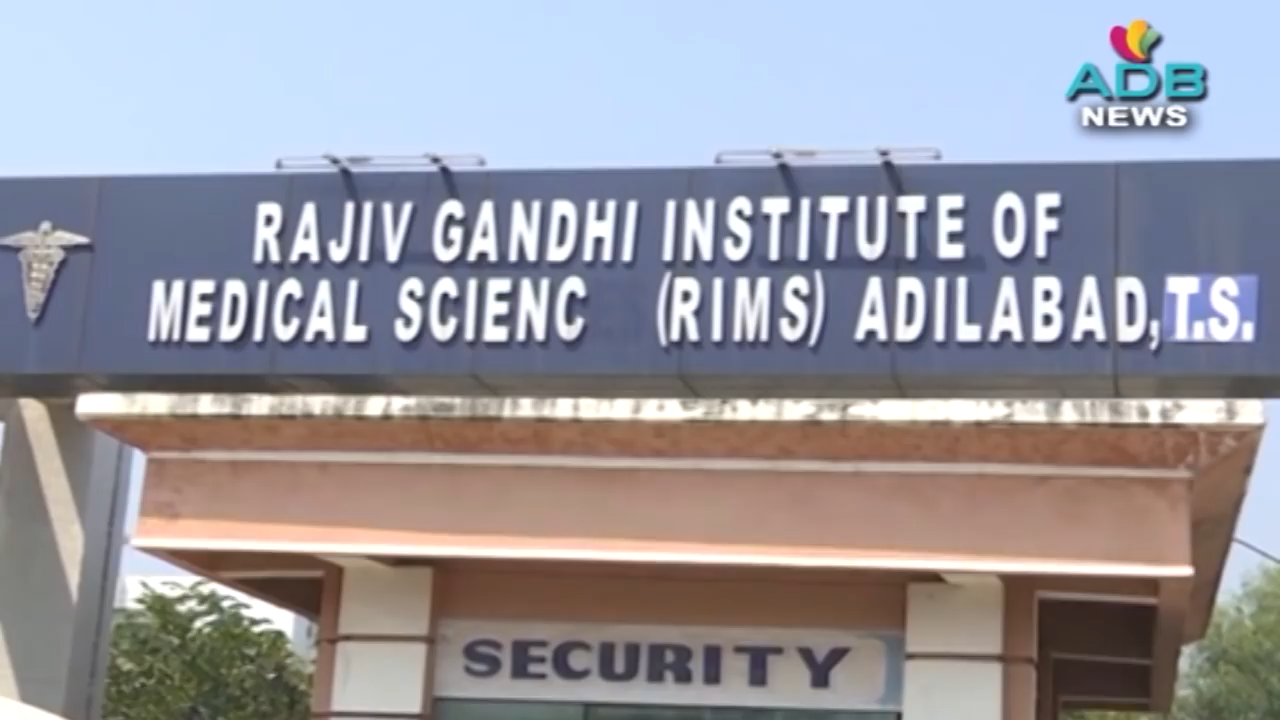 ADB
NEWS
RAJIV GANDHI INSTITUTE OF
MEDICAL SCIENC (RIMS) ADILABAD, T.S.
SECURITY